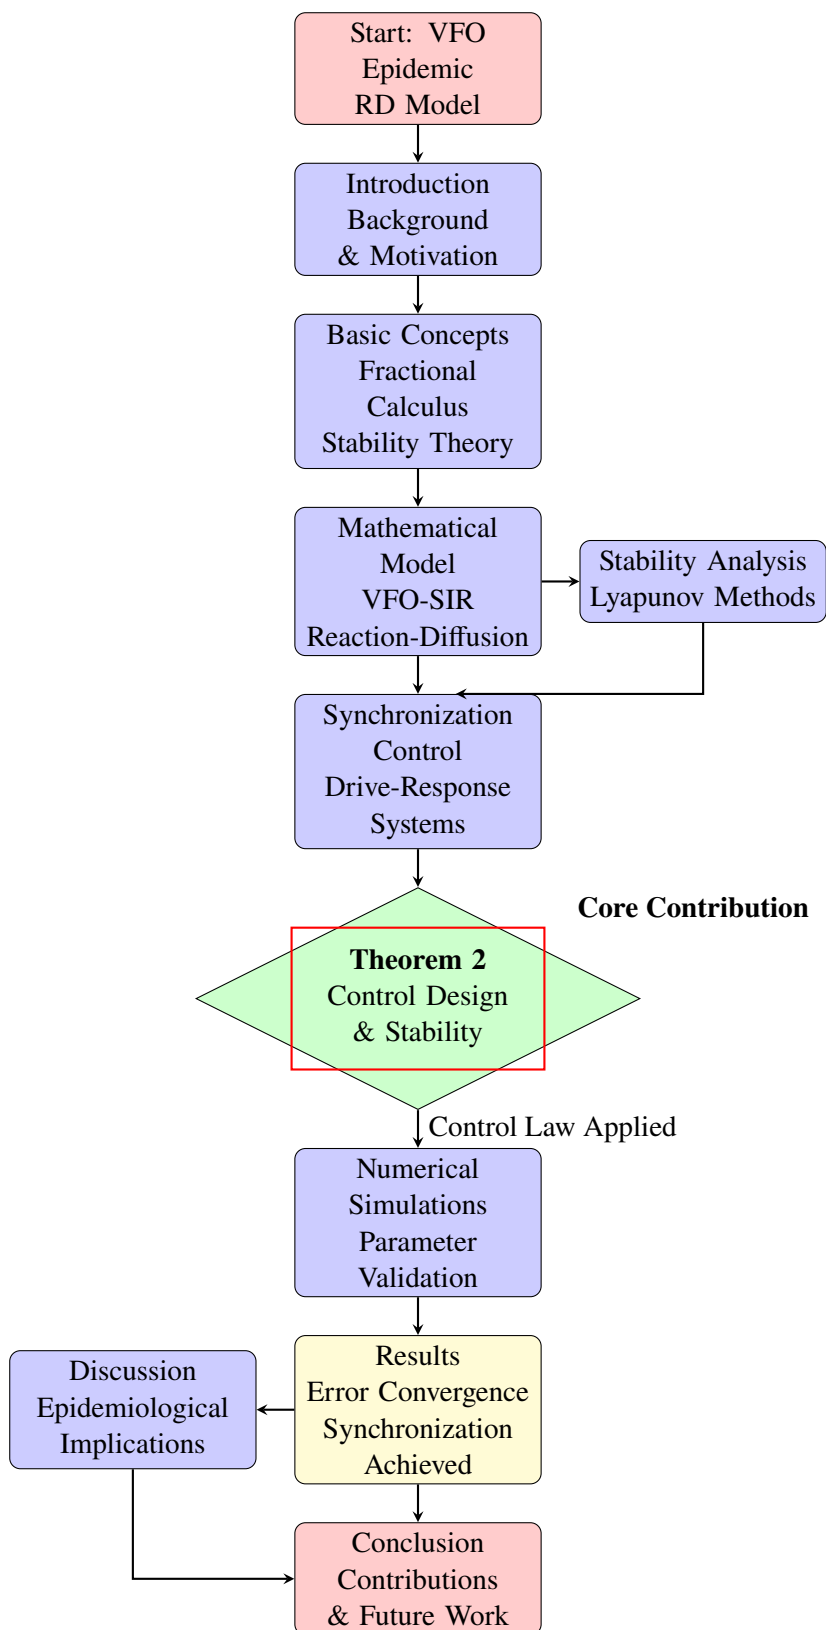 Start: VFO
Epidemic
RD Model
Introduction
Background
& Motivation
Basic Concepts
Fractional
Calculus
Stability Theory
Mathematical
Model
VFO-SIR
Reaction-Diffusion
Stability Analysis
Lyapunov Methods
Synchronization
Control
Drive-Response
Systems
Core Contribution
Theorem 2
Control Design
& Stability
Control Law Applied
Numerical
Simulations
Parameter
Validation
Results
Error Convergence
Synchronization
Achieved
Discussion
Epidemiological
Implications
Conclusion
Contributions
& Future Work